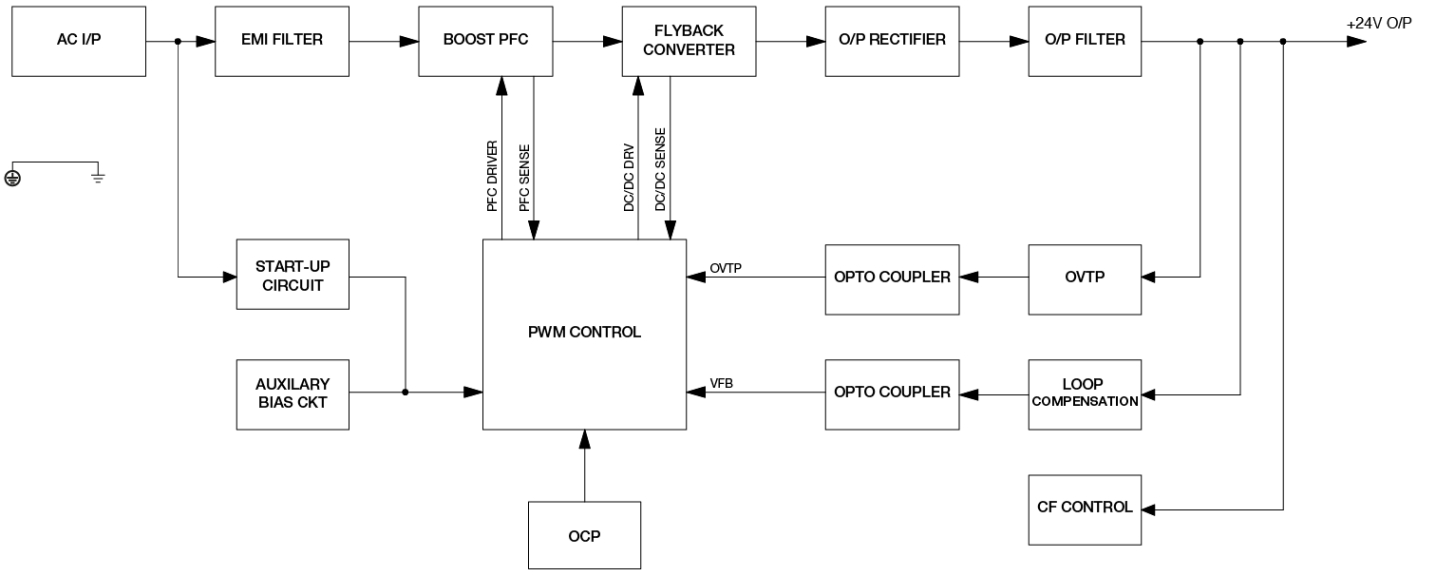 AC I/P
EMI FILTER
BOOST PFC
FLYBACK
CONVERTER
O/P RECTIFIER
O/P FILTER
+24V O/P
PFC DRIVER
PFC SENSE
DC/DC DRV
DC/DC SENSE
START-UP
CIRCUIT
PWM CONTROL
OVTP
OPTO COUPLER
OVTP
AUXILARY
BIAS CKT
VFB
OPTO COUPLER
LOOP
COMPENSATION
OCP
CF CONTROL